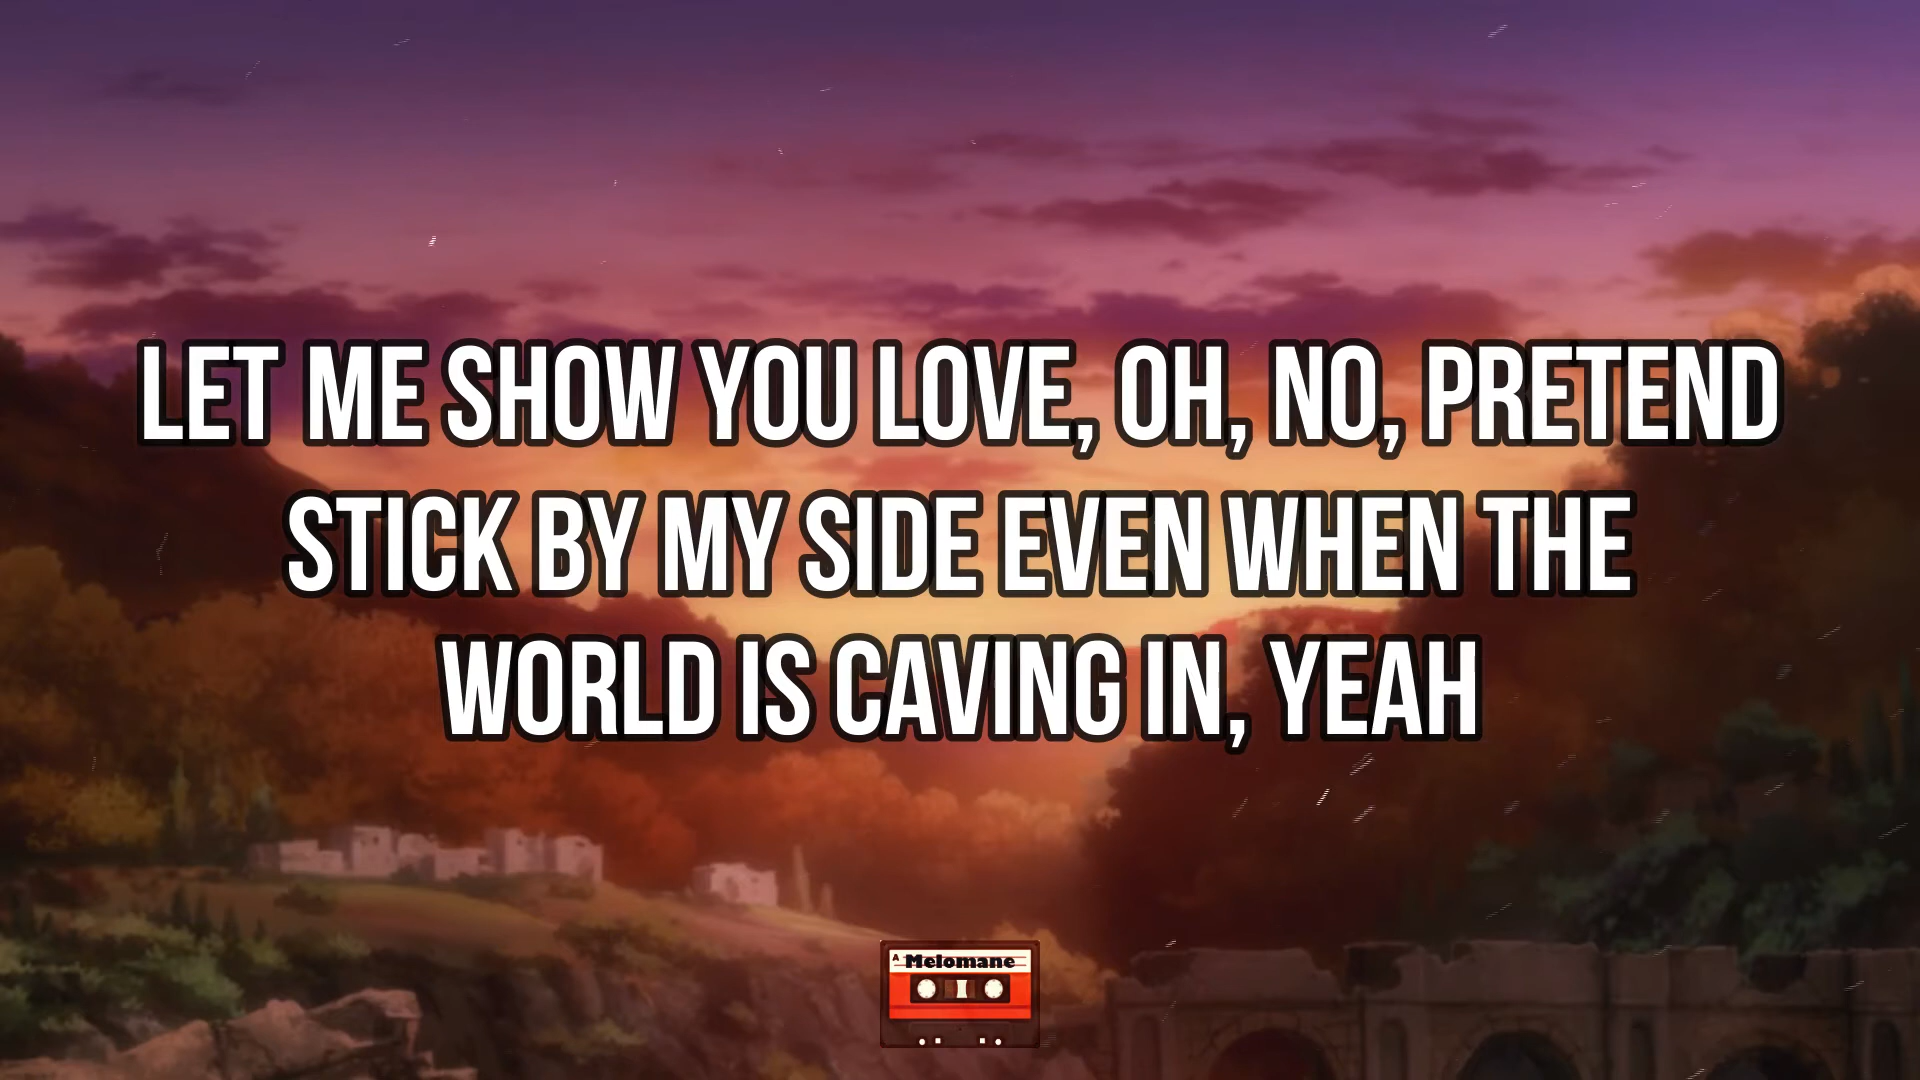 LET ME SHOW YOU LOVE, OH, NO, PRETEND
STICK BY MY SIDE EVEN WHEN THE
WORLD IS CAVING IN, YEAH
A Melomane